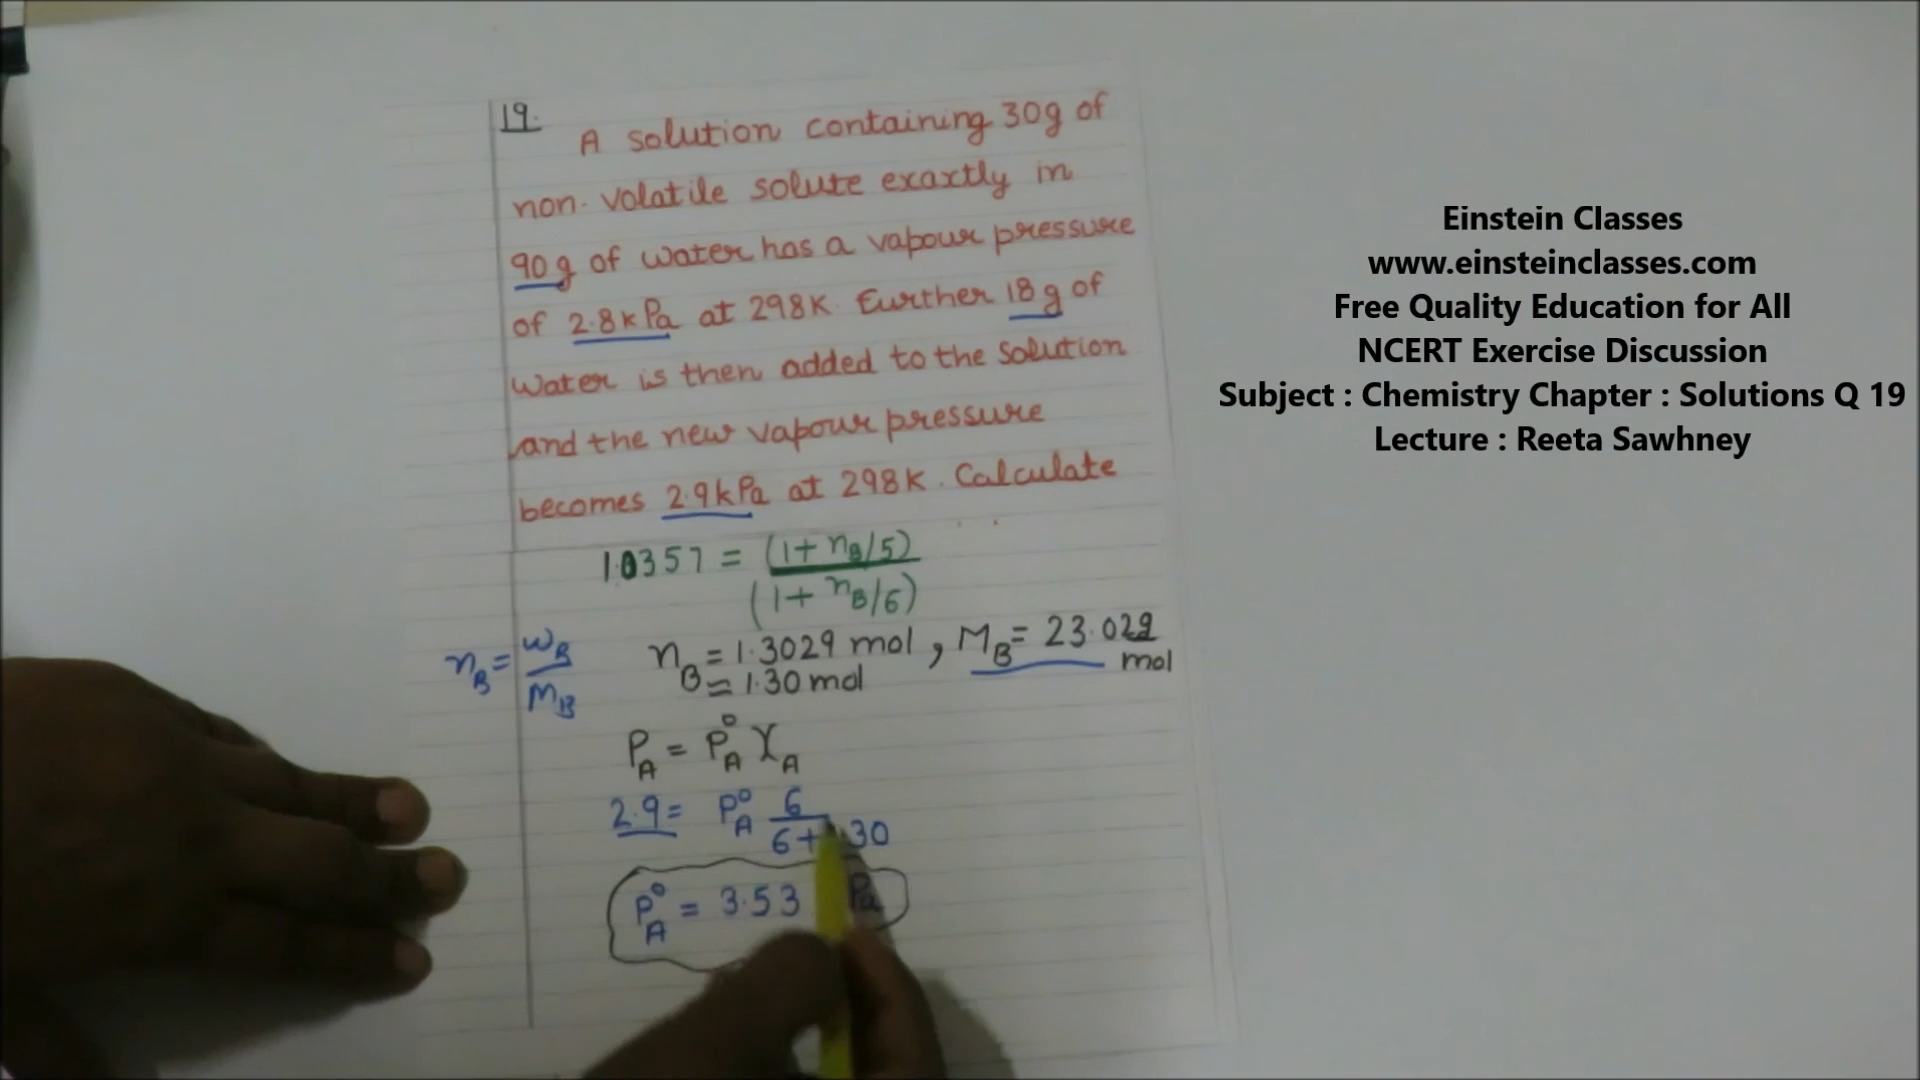 19.
A solution containing 30g of
non-volatile solute exaxtly in
90g of water has a vapour pressure
of 2.8kPa at 298K. Further 18g of
water is then added to the solution
and the new vapour pressure
becomes 2.9kPa at 298K. Calculate
1.0357 = (1+ nB/5)
(1+ nB/6)
nB = wB
MB
nB = 1.3029 mol, MB = 23.02g
mol
≃ 1.30 mol
PA = P°A χA
2.9 = P°A 6
6+ 30
P°A = 3.53 Pa
Einstein Classes
www.einsteinclasses.com
Free Quality Education for All
NCERT Exercise Discussion
Subject : Chemistry Chapter : Solutions Q 19
Lecture : Reeta Sawhney